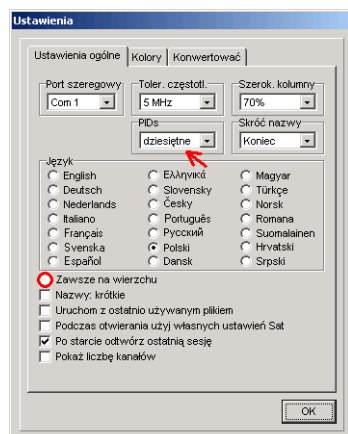 Ustawienia
Ustawienia ogólne Kolory Konwertować
Port szeregowy Toler. częstotl. Szerok. kolumny
Com 1 5 MHz 70%
PIDs Skróć nazwy
dziesiętne Koniec
Język
English Ελληνικά Magyar
Deutsch Slovensky Türkçe
Nederlands Česky Norsk
Italiano Português Romana
Français Русский Suomalainen
Svenska Polski Hrvatski
Español Dansk Srpski
Zawsze na wierzchu
Nazwy: krótkie
Uruchom z ostatnio używanym plikiem
Podczas otwierania użyj własnych ustawień Sat
Po starcie odtwórz ostatnią sesję
Pokaż liczbę kanałów
OK